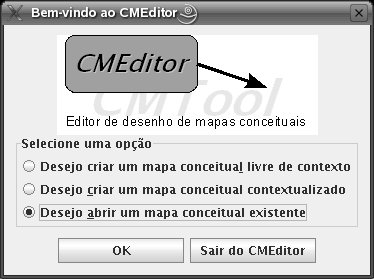 Bem-vindo ao CMEditor
CMEditor
CMTool
Editor de desenho de mapas conceituais
Selecione uma opção
Desejo criar um mapa conceitual livre de contexto
Desejo criar um mapa conceitual contextualizado
Desejo abrir um mapa conceitual existente
OK
Sair do CMEditor